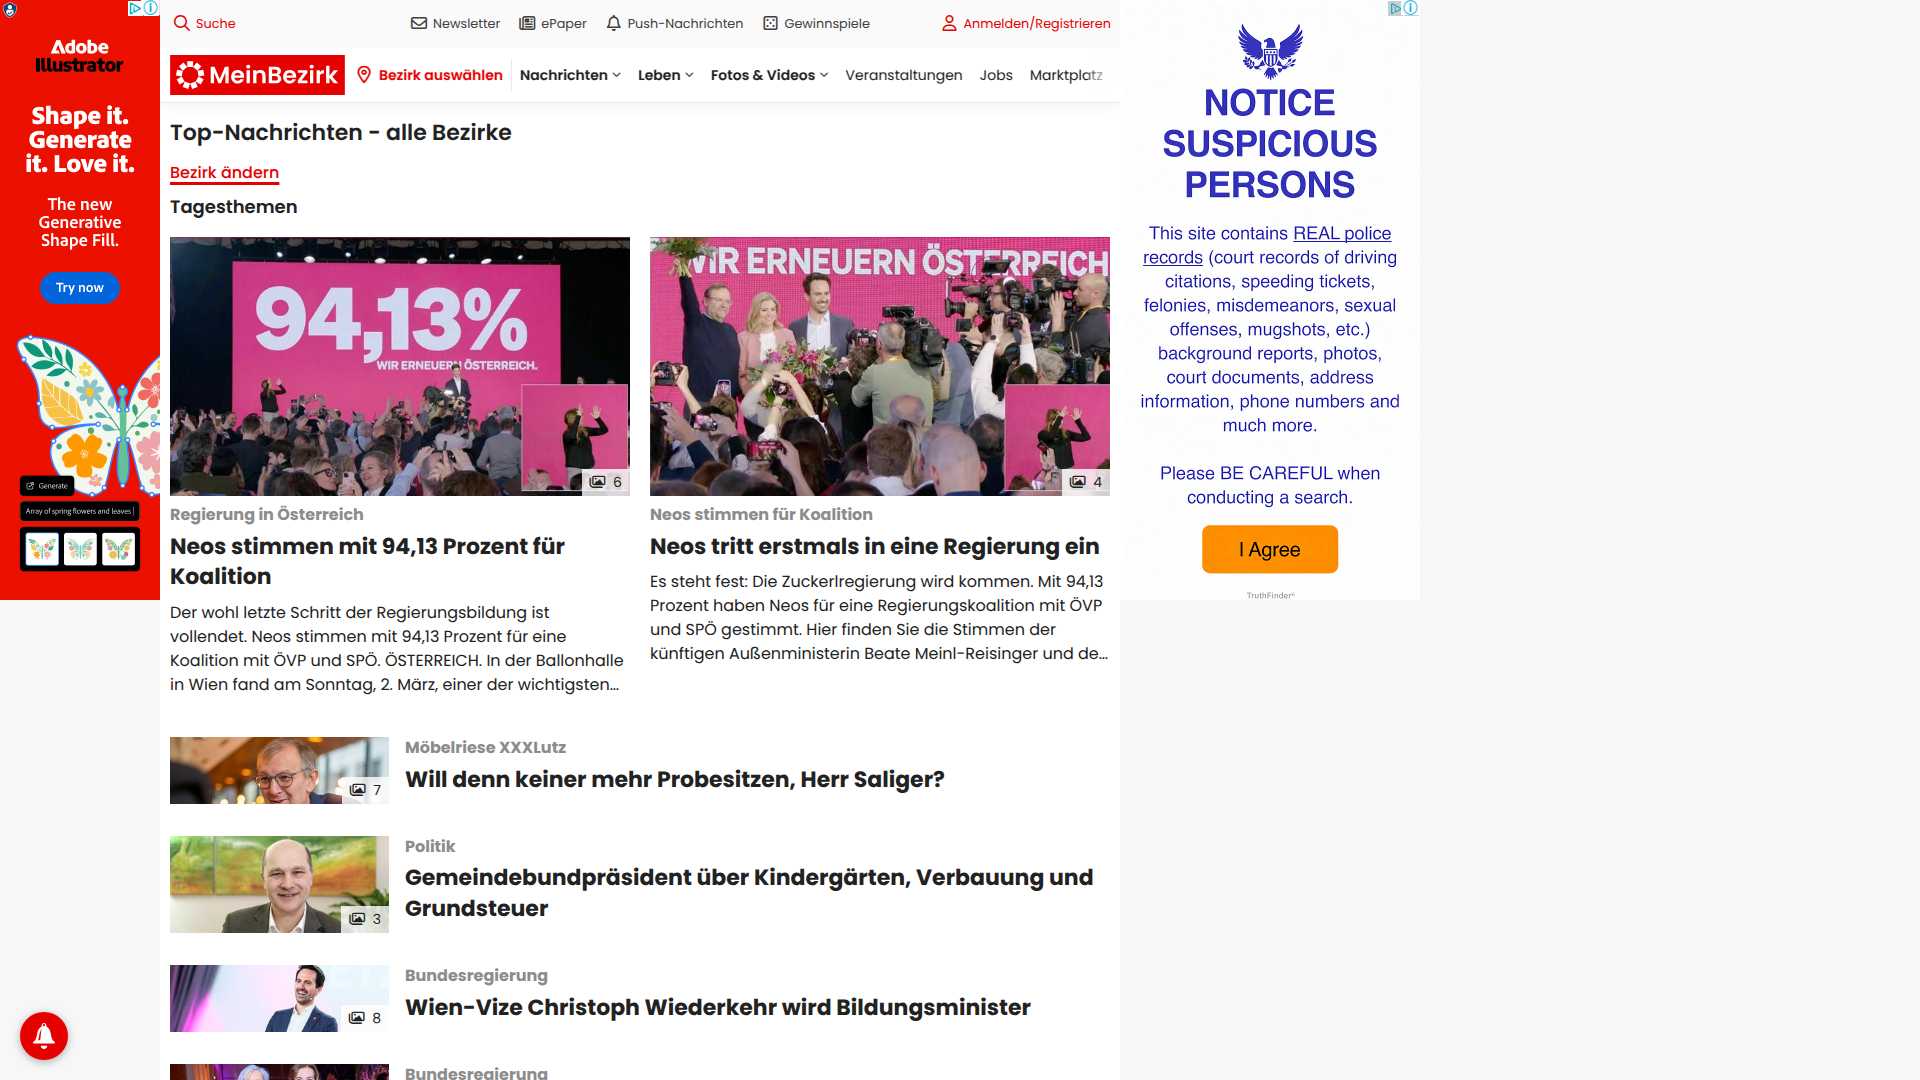 Suche
Newsletter
ePaper
Push-Nachrichten
Gewinnspiele
Anmelden/Registrieren
MeinBezirk
Bezirk auswählen
Nachrichten
Leben
Fotos & Videos
Veranstaltungen
Jobs
Marktplatz
Adobe
Illustrator
Shape it.
Generate
it. Love it.
The new
Generative
Shape Fill.
Try now
Generate
Array of spring flowers and leaves
Top-Nachrichten - alle Bezirke
Bezirk ändern
Tagesthemen
94,13%
WIR ERNEUERN ÖSTERREICH.
6
Regierung in Österreich
Neos stimmen mit 94,13 Prozent für
Koalition
Der wohl letzte Schritt der Regierungsbildung ist
vollendet. Neos stimmen mit 94,13 Prozent für eine
Koalition mit ÖVP und SPÖ. ÖSTERREICH. In der Ballonhalle
in Wien fand am Sonntag, 2. März, einer der wichtigsten...
WIR ERNEUERN ÖSTERREICH
4
Neos stimmen für Koalition
Neos tritt erstmals in eine Regierung ein
Es steht fest: Die Zuckerlregierung wird kommen. Mit 94,13
Prozent haben Neos für eine Regierungskoalition mit ÖVP
und SPÖ gestimmt. Hier finden Sie die Stimmen der
künftigen Außenministerin Beate Meinl-Reisinger und de...
7
Möbelriese XXXLutz
Will denn keiner mehr Probesitzen, Herr Saliger?
3
Politik
Gemeindebundpräsident über Kindergärten, Verbauung und
Grundsteuer
8
Bundesregierung
Wien-Vize Christoph Wiederkehr wird Bildungsminister
Bundesregierung
NOTICE
SUSPICIOUS
PERSONS
This site contains REAL police
records (court records of driving
citations, speeding tickets,
felonies, misdemeanors, sexual
offenses, mugshots, etc.)
background reports, photos,
court documents, address
information, phone numbers and
much more.
Please BE CAREFUL when
conducting a search.
I Agree
TruthFinder